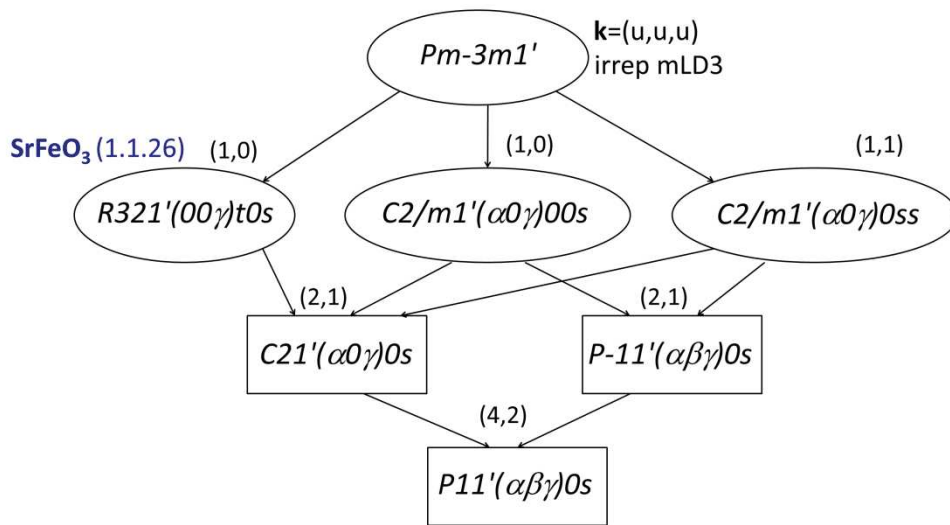 Pm-3m1'
k=(u,u,u)
irrep mLD3
SrFeO₃ (1.1.26)
(1,0)
(1,0)
(1,1)
R321'(00γ)t0s
C2/m1'(α0γ)00s
C2/m1'(α0γ)0ss
(2,1)
(2,1)
C21'(α0γ)0s
P-11'(αβγ)0s
(4,2)
P11'(αβγ)0s